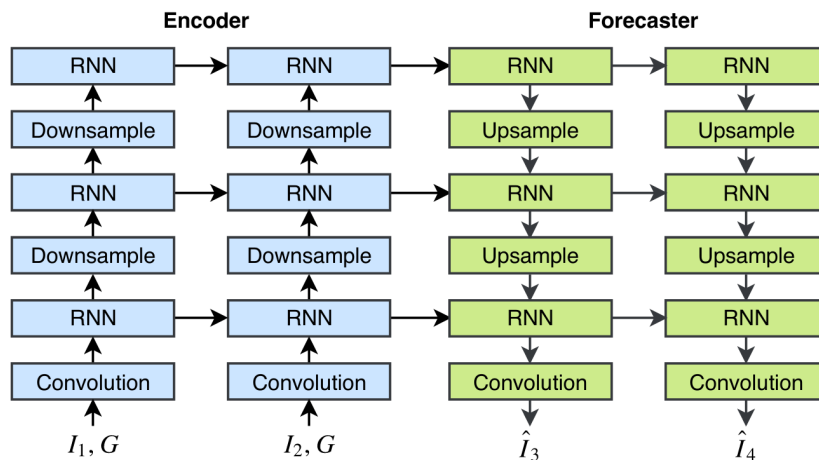 Encoder Forecaster
RNN RNN RNN RNN
Downsample Downsample Upsample Upsample
RNN RNN RNN RNN
Downsample Downsample Upsample Upsample
RNN RNN RNN RNN
Convolution Convolution Convolution Convolution
I₁, G I₂, G Î₃ Î₄